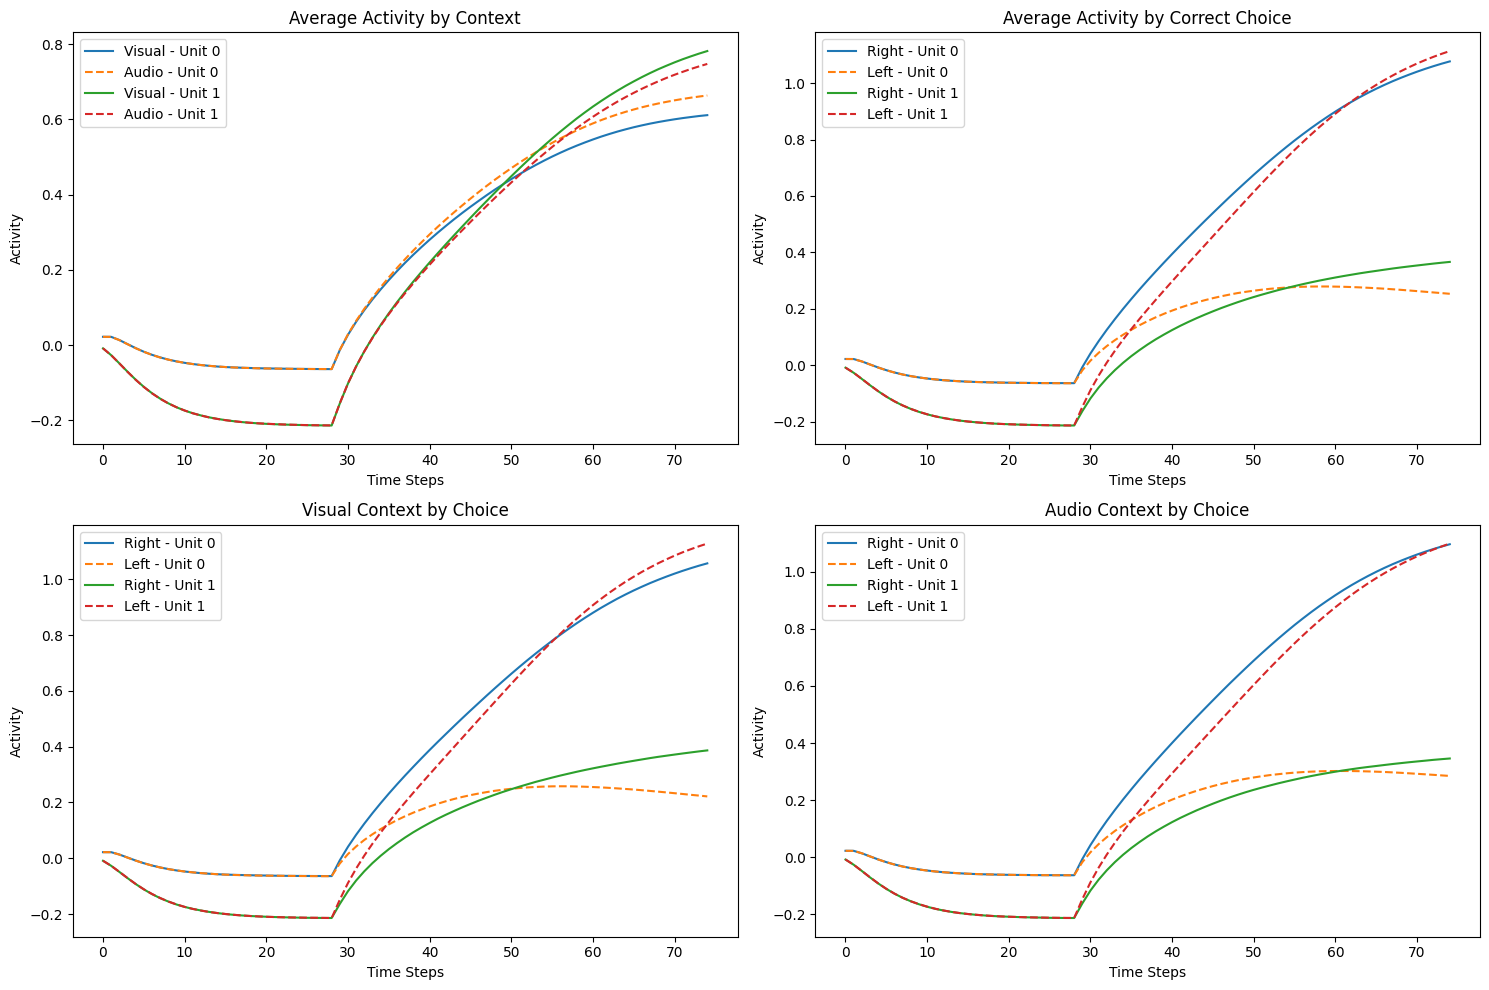 Average Activity by Context
Visual - Unit 0
Audio - Unit 0
Visual - Unit 1
Audio - Unit 1
0.8
0.6
0.4
0.2
0.0
−0.2
Activity
0 10 20 30 40 50 60 70
Time Steps
Average Activity by Correct Choice
Right - Unit 0
Left - Unit 0
Right - Unit 1
Left - Unit 1
1.0
0.8
0.6
0.4
0.2
0.0
−0.2
Activity
0 10 20 30 40 50 60 70
Time Steps
Visual Context by Choice
Right - Unit 0
Left - Unit 0
Right - Unit 1
Left - Unit 1
1.0
0.8
0.6
0.4
0.2
0.0
−0.2
Activity
0 10 20 30 40 50 60 70
Time Steps
Audio Context by Choice
Right - Unit 0
Left - Unit 0
Right - Unit 1
Left - Unit 1
1.0
0.8
0.6
0.4
0.2
0.0
−0.2
Activity
0 10 20 30 40 50 60 70
Time Steps